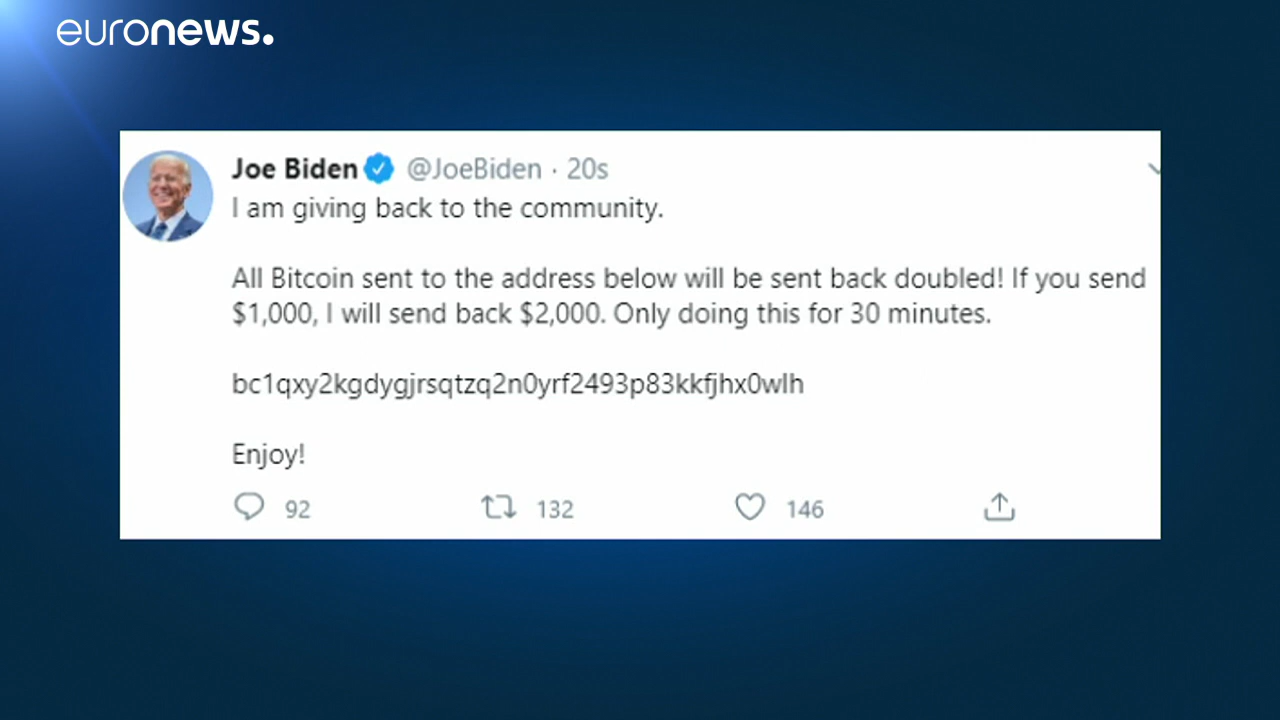 euronews.
Joe Biden @JoeBiden · 20s
I am giving back to the community.
All Bitcoin sent to the address below will be sent back doubled! If you send
$1,000, I will send back $2,000. Only doing this for 30 minutes.
bc1qxy2kgdygjrsqtzq2n0yrf2493p83kkfjhx0wlh
Enjoy!
92 132 146